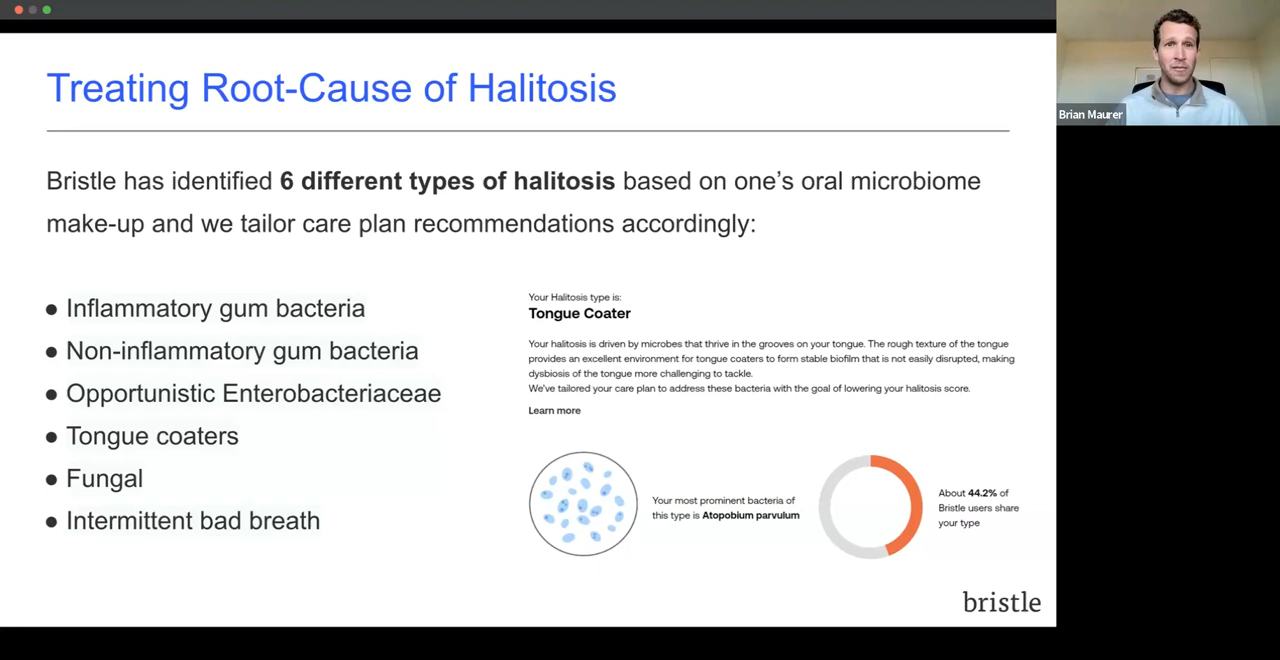 Treating Root-Cause of Halitosis
Bristle has identified 6 different types of halitosis based on one's oral microbiome
make-up and we tailor care plan recommendations accordingly:
● Inflammatory gum bacteria
● Non-inflammatory gum bacteria
● Opportunistic Enterobacteriaceae
● Tongue coaters
● Fungal
● Intermittent bad breath
Your Halitosis type is:
Tongue Coater
Your halitosis is driven by microbes that thrive in the grooves on your tongue. The rough texture of the tongue
provides an excellent environment for tongue coaters to form stable biofilm that is not easily disrupted, making
dysbiosis of the tongue more challenging to tackle.
We've tailored your care plan to address these bacteria with the goal of lowering your halitosis score.
Learn more
Your most prominent bacteria of
this type is Atopobium parvulum
About 44.2% of
Bristle users share
your type
bristle
Brian Maurer